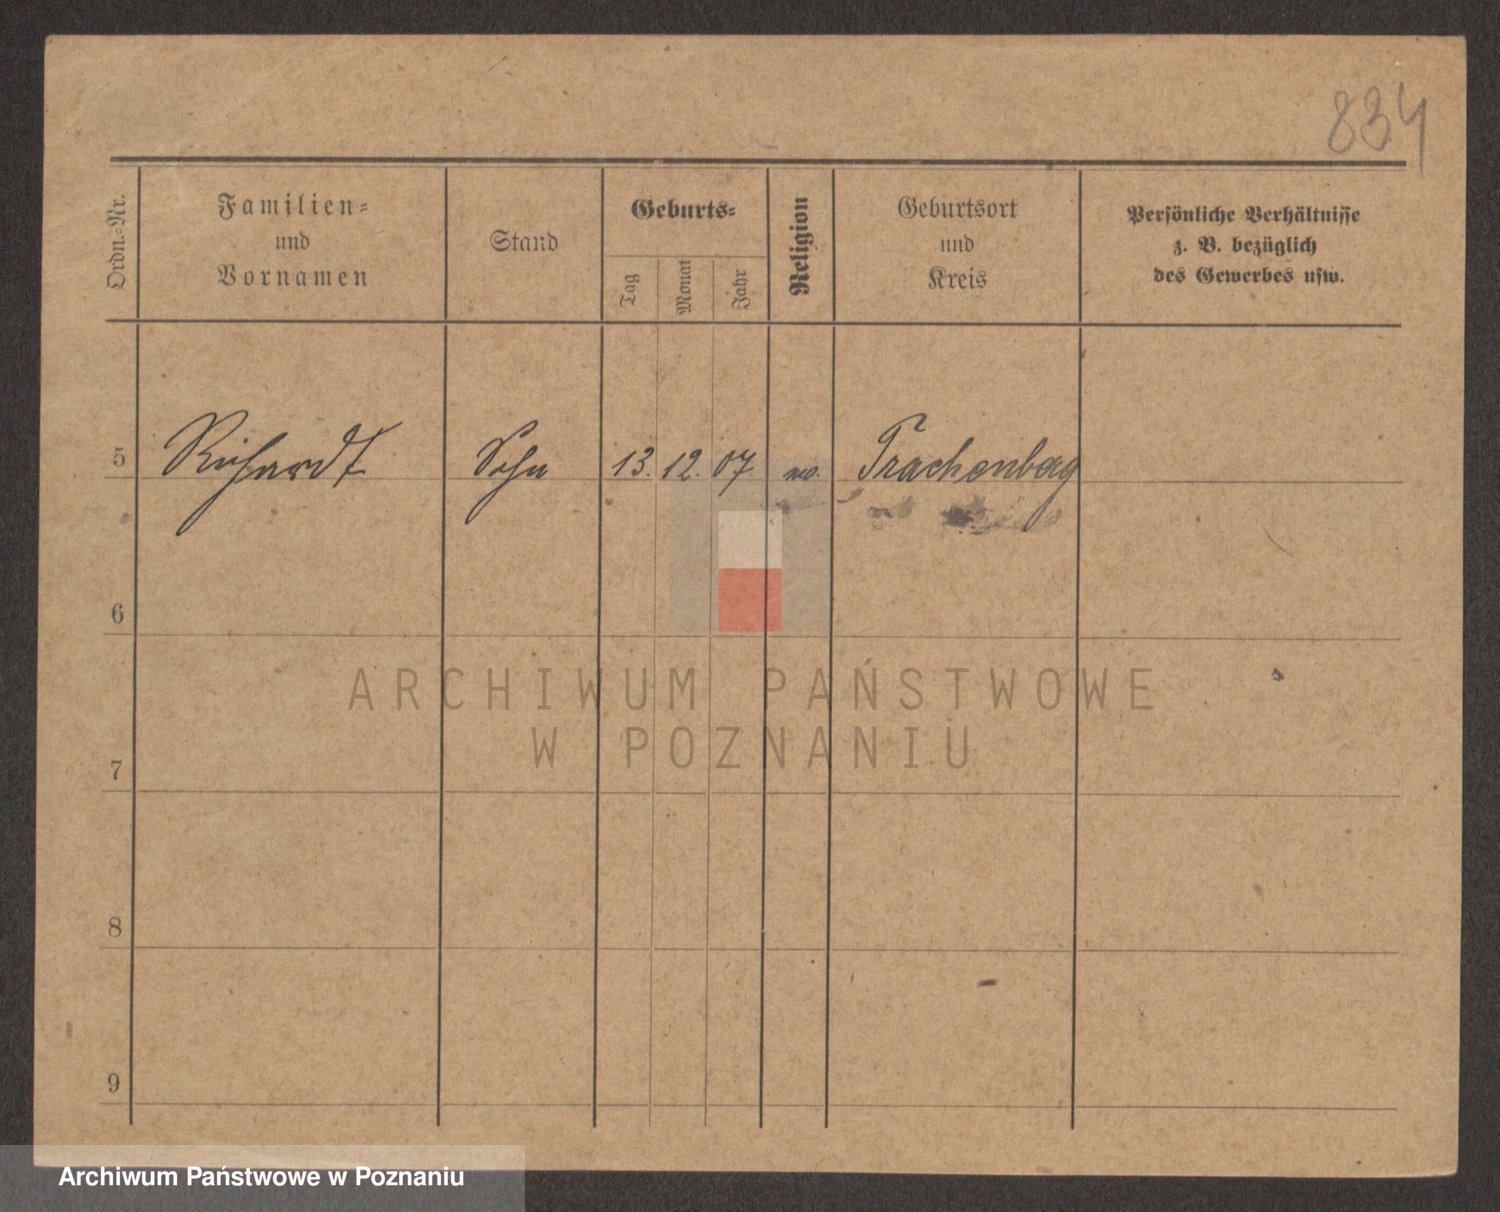 834
Ordn.-Nr.
Familien-
und
Vornamen
Stand
Geburts-
Tag
Monat
Jahr
Religion
Geburtsort
und
Kreis
Persönliche Verhältnisse
z. B. bezüglich
des Gewerbes usw.
5 Richardt Sohn 13. 12. 07 Trachenberg
6
7
8
9
ARCHIWUM PAŃSTWOWE
W POZNANIU
Archiwum Państwowe w Poznaniu